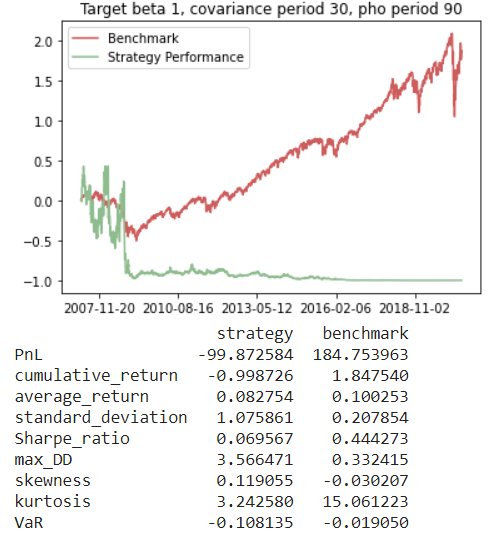 Target beta 1, covariance period 30, pho period 90
Benchmark
Strategy Performance
2.0
1.5
1.0
0.5
0.0
−0.5
−1.0
2007-11-20 2010-08-16 2013-05-12 2016-02-06 2018-11-02
strategy benchmark
PnL -99.872584 184.753963
cumulative_return -0.998726 1.847540
average_return 0.082754 0.100253
standard_deviation 1.075861 0.207854
Sharpe_ratio 0.069567 0.444273
max_DD 3.566471 0.332415
skewness 0.119055 -0.030207
kurtosis 3.242580 15.061223
VaR -0.108135 -0.019050